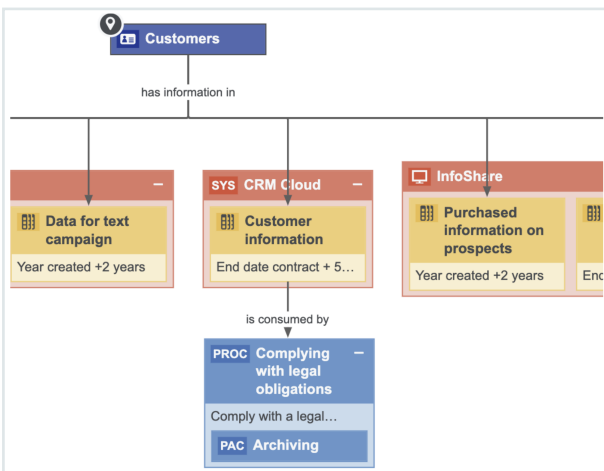 Customers
has information in
Data for text
campaign
Year created +2 years
SYS CRM Cloud
Customer
information
End date contract + 5...
InfoShare
Purchased
information on
prospects
Year created +2 years
End
is consumed by
PROC Complying
with legal
obligations
Comply with a legal...
PAC Archiving